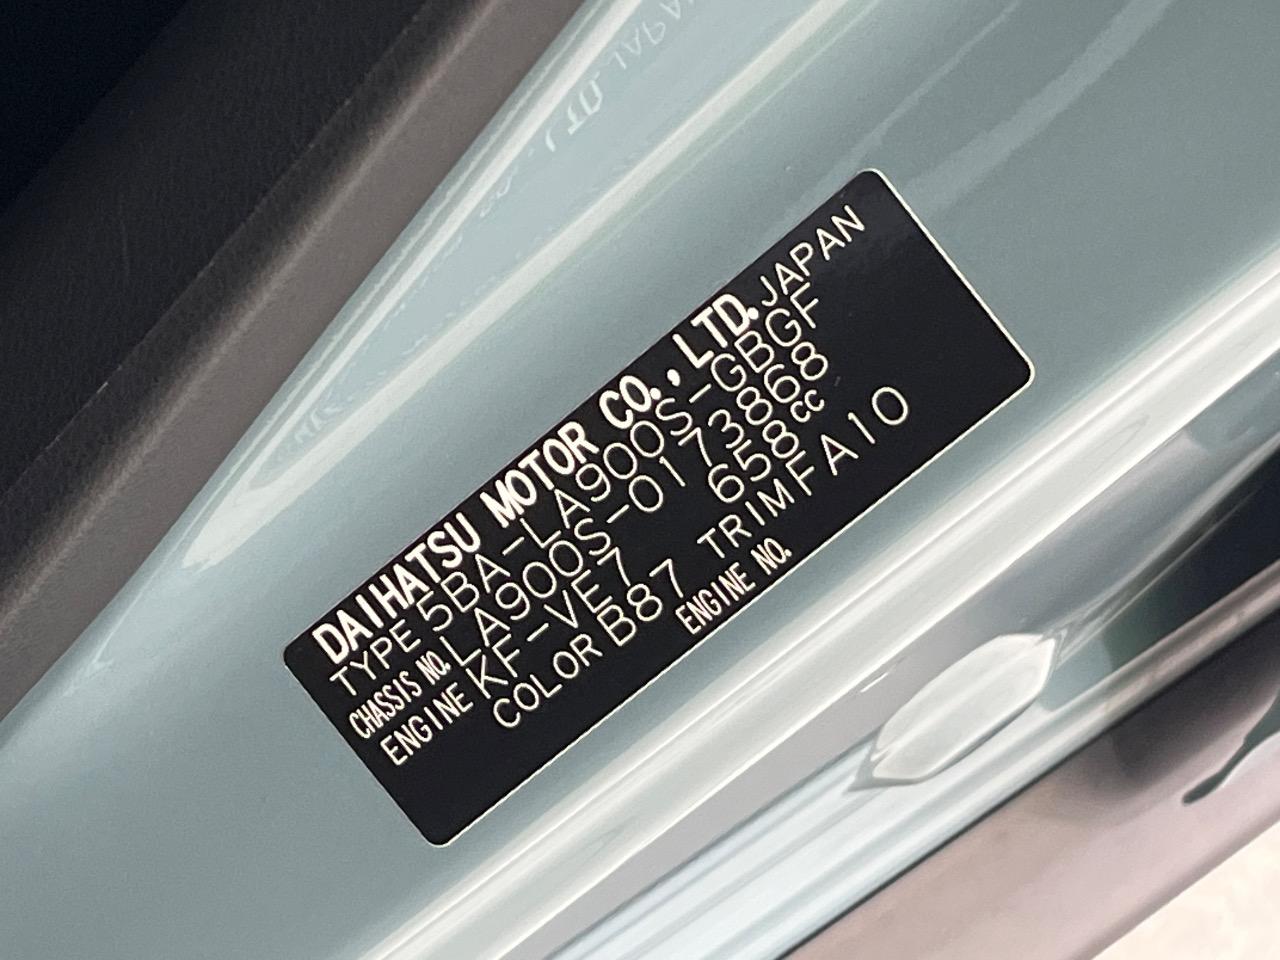 DAIHATSU MOTOR CO., LTD. JAPAN
TYPE 5BA-LA900S-GBGF
CHASSIS NO. LA900S-0173868
ENGINE KF-VE7 658cc
COLOR B87 TRIM FA10
ENGINE NO.